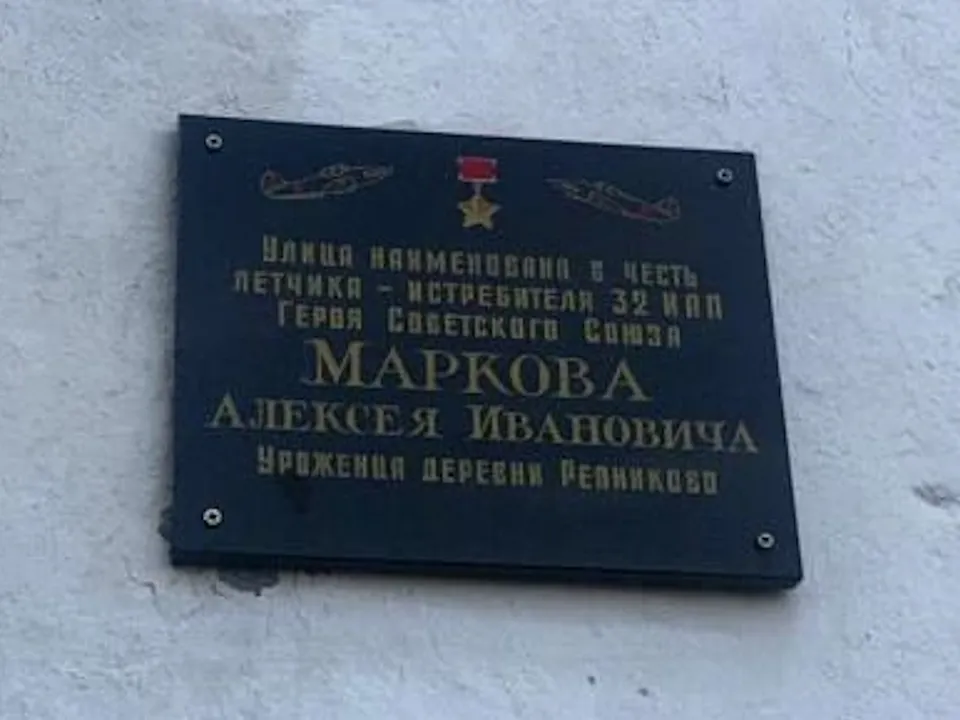 Улица наименована в честь
летчика - истребителя 32 ИАП
Героя Советского Союза
МАРКОВА
АЛЕКСЕЯ ИВАНОВИЧА
Уроженца деревни Репниково